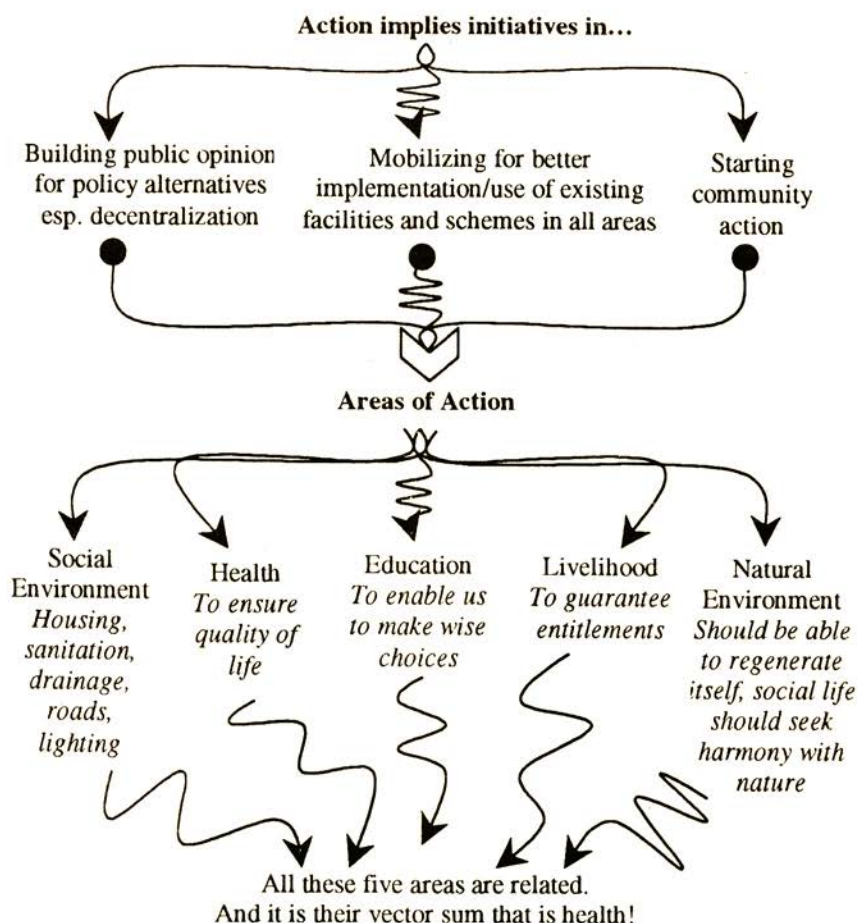 Action implies initiatives in…
Building public opinion
for policy alternatives
esp. decentralization
Mobilizing for better
implementation/use of existing
facilities and schemes in all areas
Starting
community
action
Areas of Action
Social
Environment
Housing,
sanitation,
drainage,
roads,
lighting
Health
To ensure
quality of
life
Education
To enable us
to make wise
choices
Livelihood
To guarantee
entitlements
Natural
Environment
Should be able
to regenerate
itself, social life
should seek
harmony with
nature
All these five areas are related.
And it is their vector sum that is health!